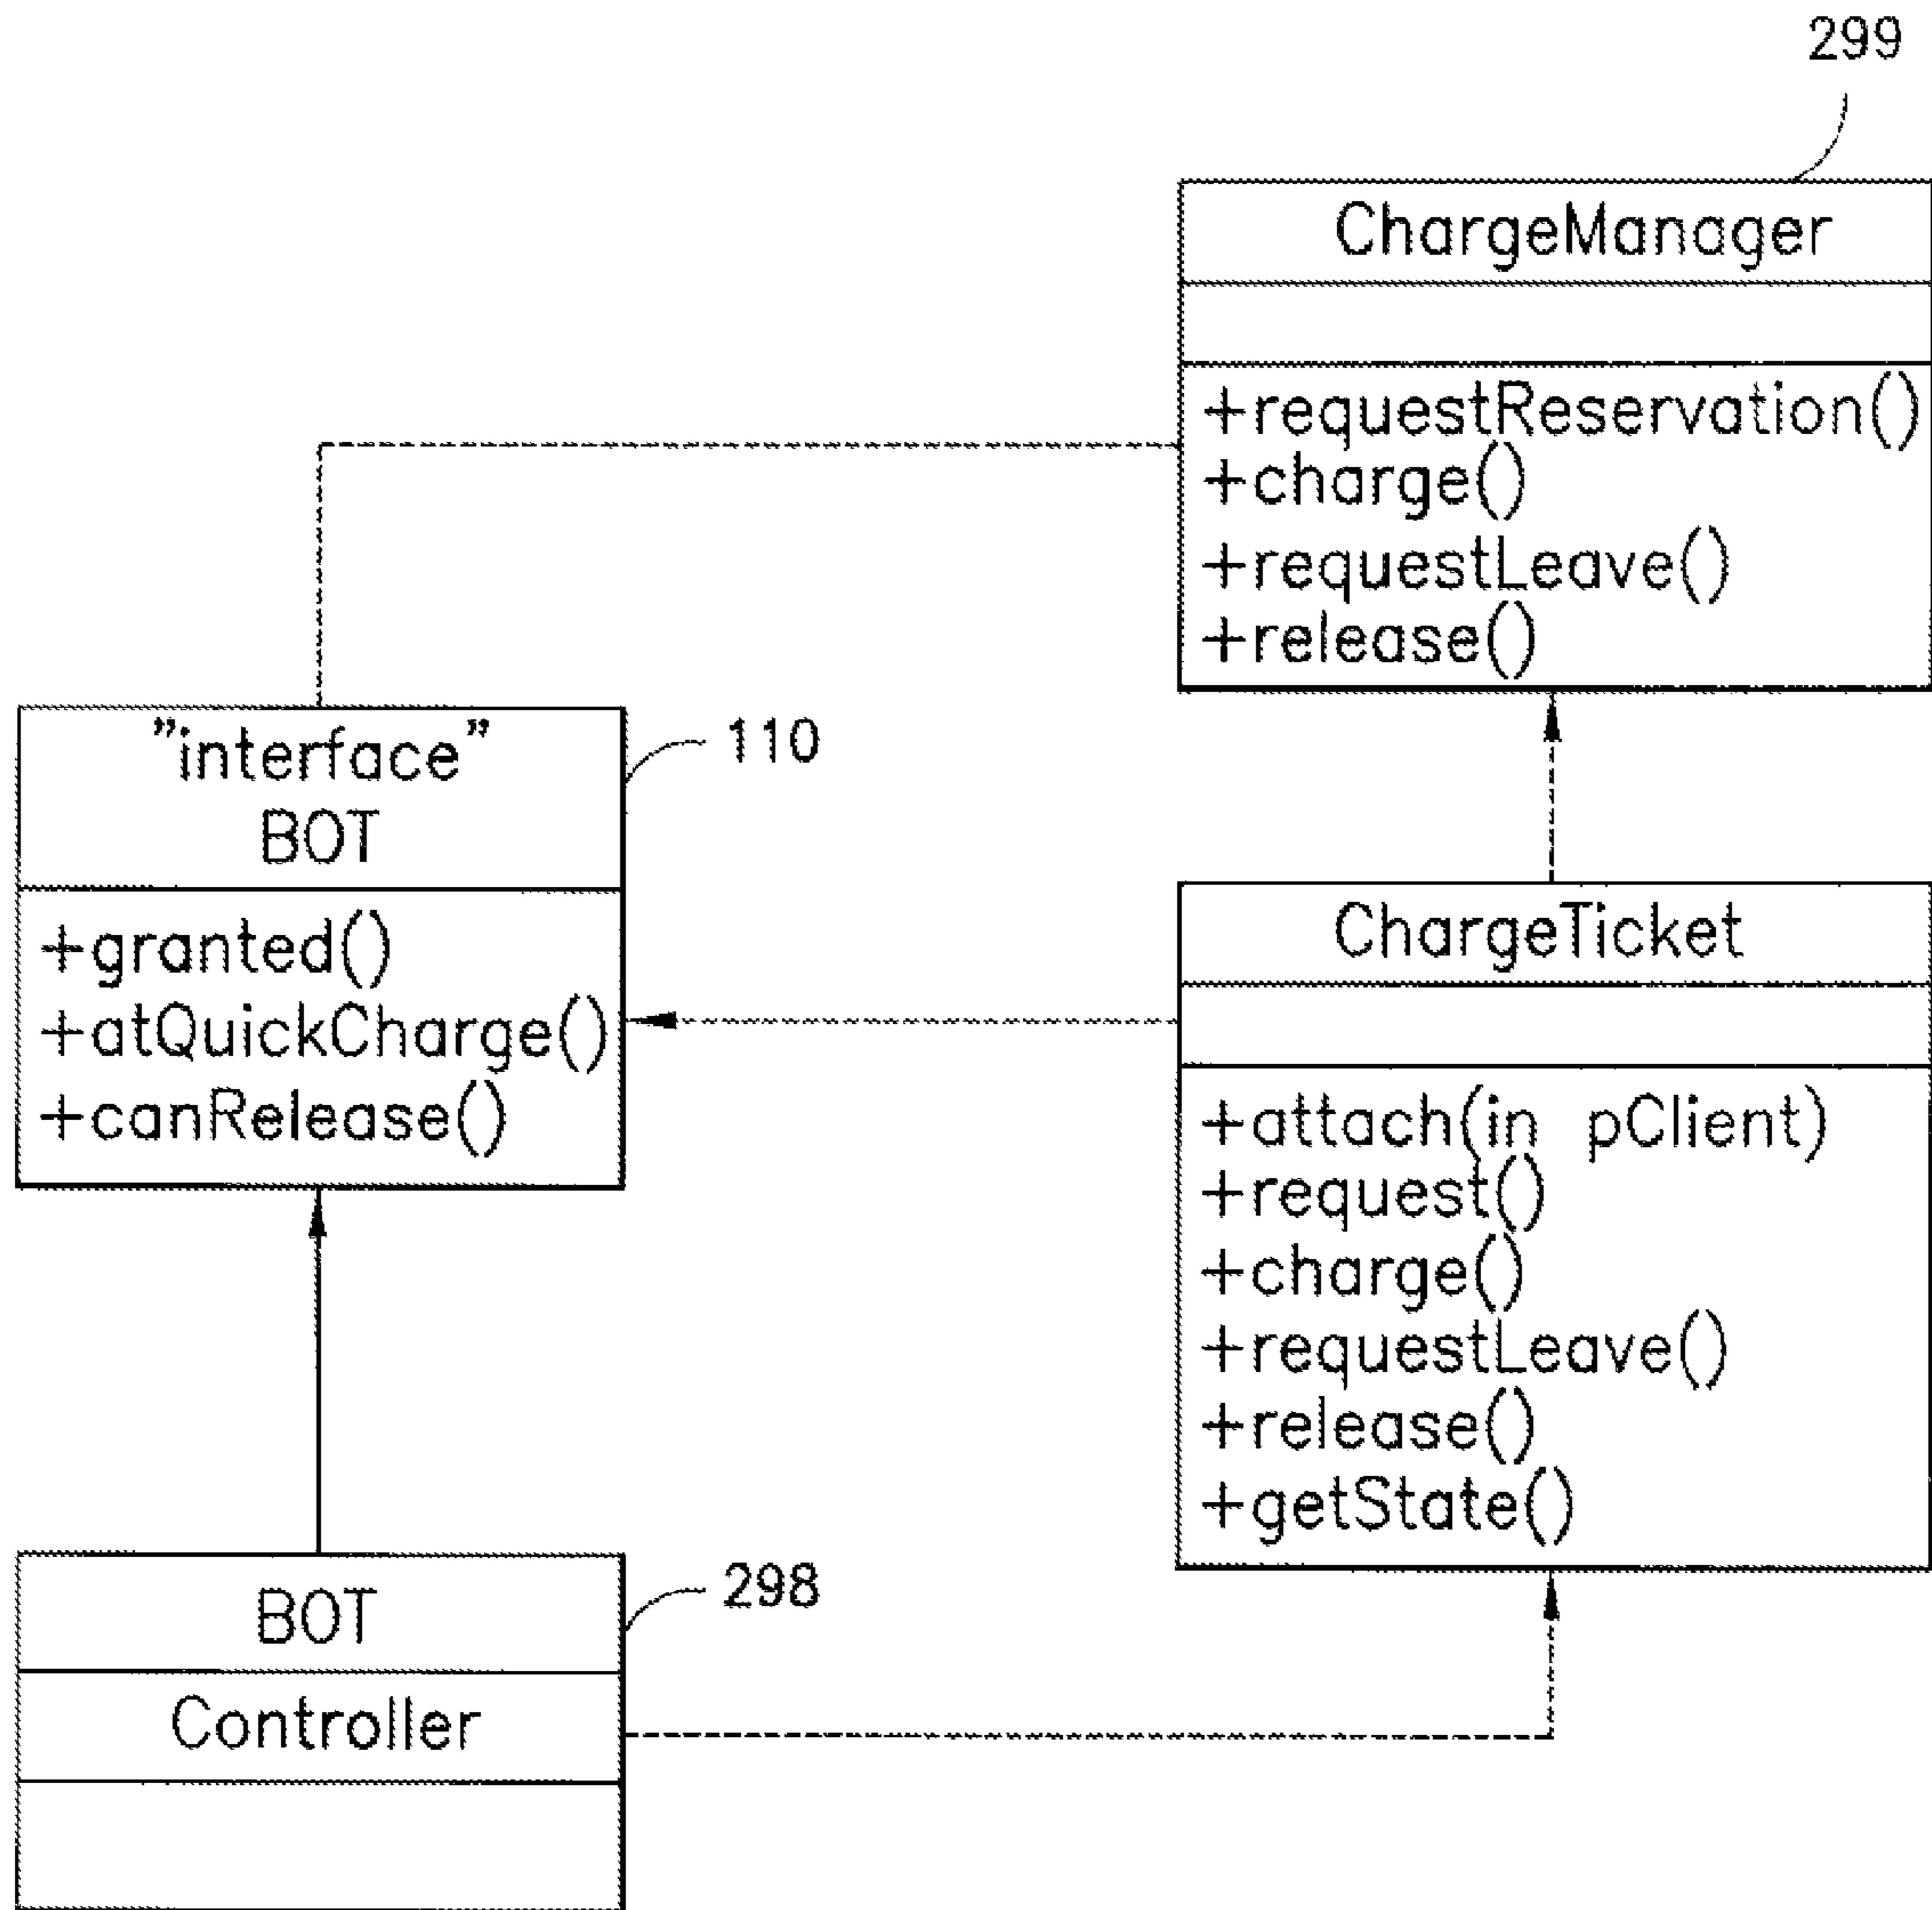 299
ChargeManager
+requestReservation()
+charge()
+requestLeave()
+release()
"interface"
BOT
110
+granted()
+atQuickCharge()
+canRelease()
ChargeTicket
+attach(in pClient)
+request()
+charge()
+requestLeave()
+release()
+getState()
BOT
298
Controller